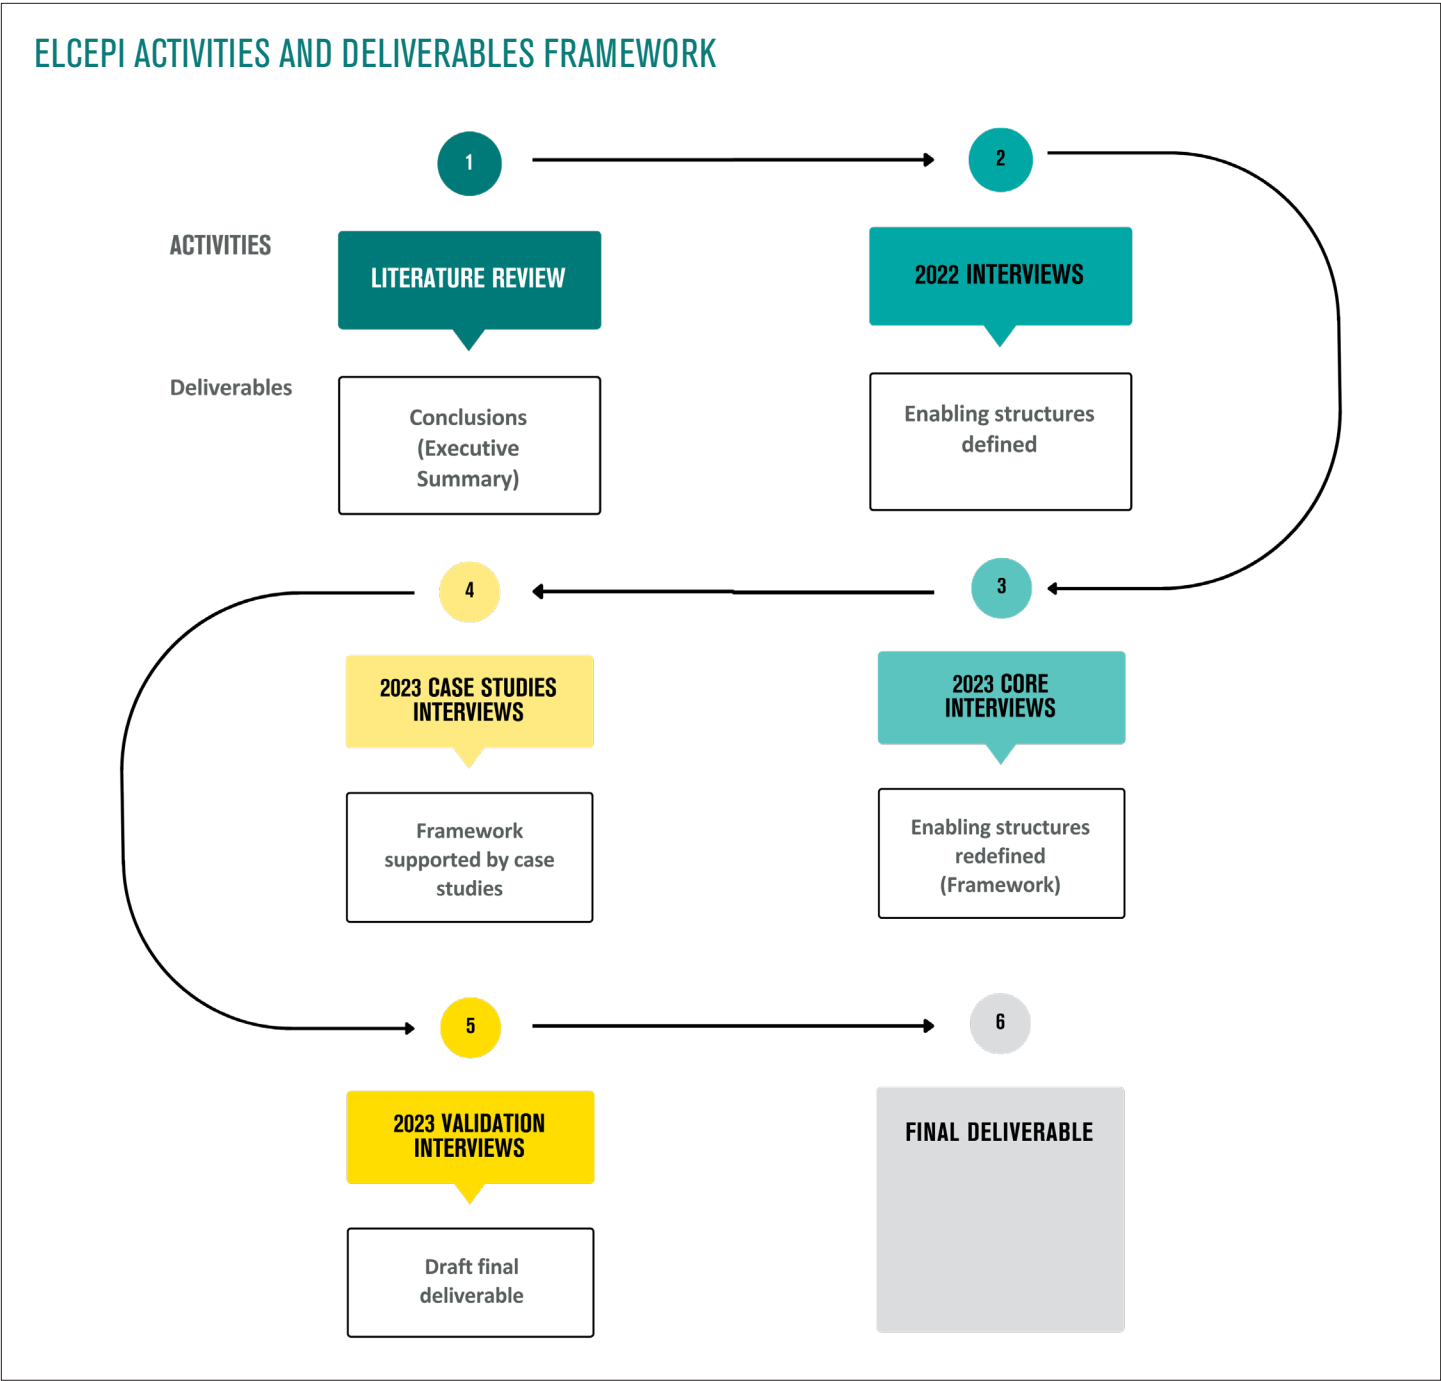 ELCEPI ACTIVITIES AND DELIVERABLES FRAMEWORK
1
2
ACTIVITIES
LITERATURE REVIEW
2022 INTERVIEWS
Deliverables
Conclusions
(Executive
Summary)
Enabling structures
defined
3
2023 CORE
INTERVIEWS
Enabling structures
redefined
(Framework)
4
2023 CASE STUDIES
INTERVIEWS
Framework
supported by case
studies
5
2023 VALIDATION
INTERVIEWS
Draft final
deliverable
6
FINAL DELIVERABLE